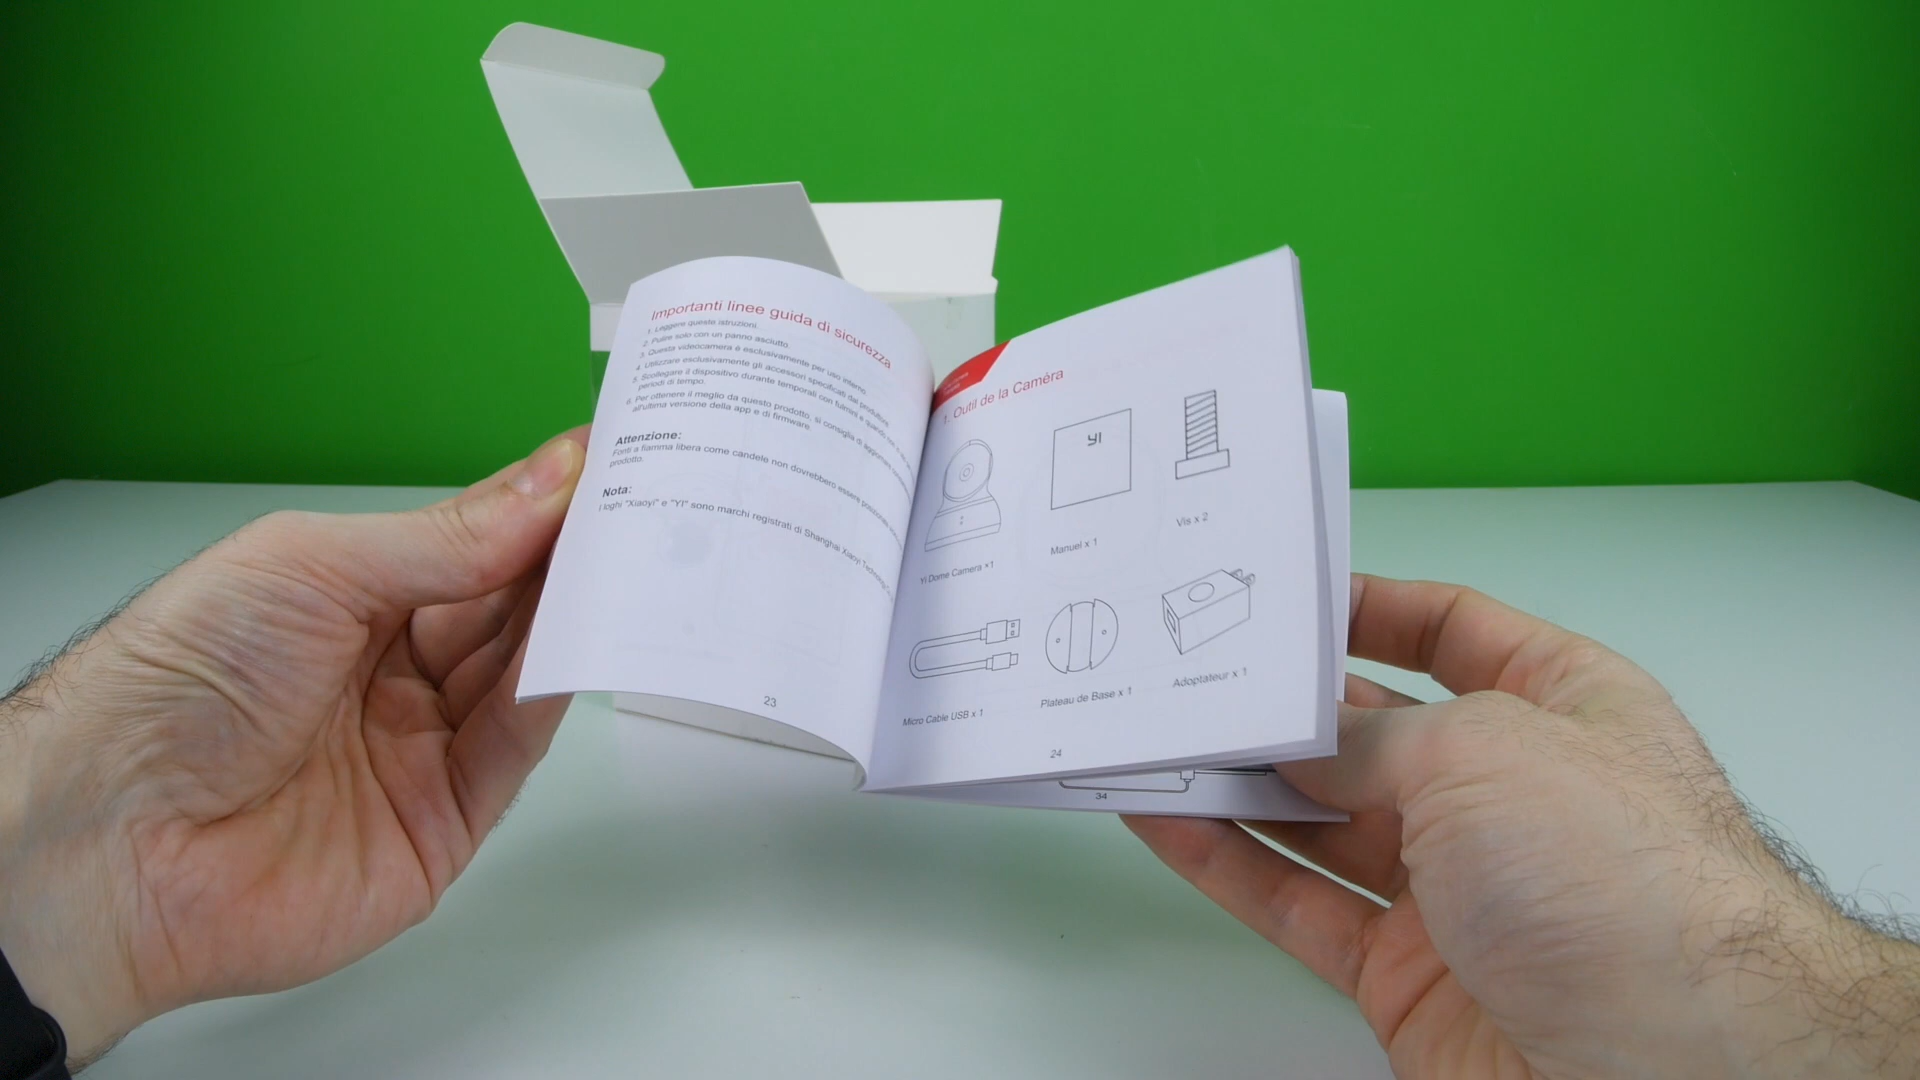 Importanti linee guida di sicurezza
1. Leggere queste istruzioni.
2. Pulire solo con un panno asciutto.
3. Questa videocamera è esclusivamente per uso interno.
4. Utilizzare esclusivamente gli accessori specificati dal produttore.
5. Scollegare il dispositivo durante temporali con fulmini e quando non
periodi di tempo.
6. Per ottenere il meglio da questo prodotto, si consiglia di aggiornare
all'ultima versione della app e di firmware.
Attenzione:
Fonti a fiamma libera come candele non dovrebbero essere posizionate
prodotto.
Nota:
I loghi "Xiaoyi" e "YI" sono marchi registrati di Shanghai Xiaoyi Technology
23
1. Outil de la Caméra
YI
Yi Dome Camera ×1
Manuel x 1
Vis x 2
Micro Cable USB x 1
Plateau de Base x 1
Adoptateur x 1
24
34